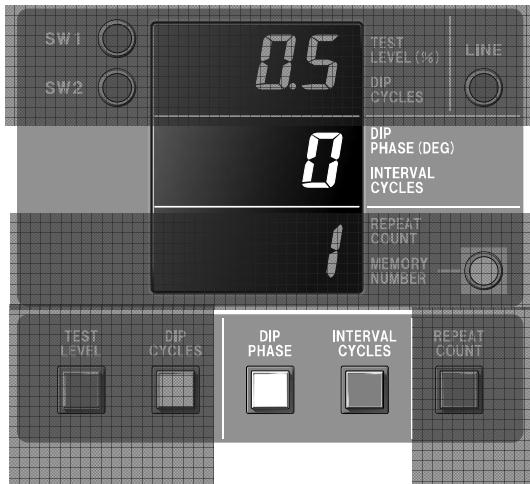 SW1
SW2
0.5
TEST
LEVEL (%)
DIP
CYCLES
LINE
0
DIP
PHASE (DEG)
INTERVAL
CYCLES
1
REPEAT
COUNT
MEMORY
NUMBER
TEST
LEVEL
DIP
CYCLES
DIP
PHASE
INTERVAL
CYCLES
REPEAT
COUNT